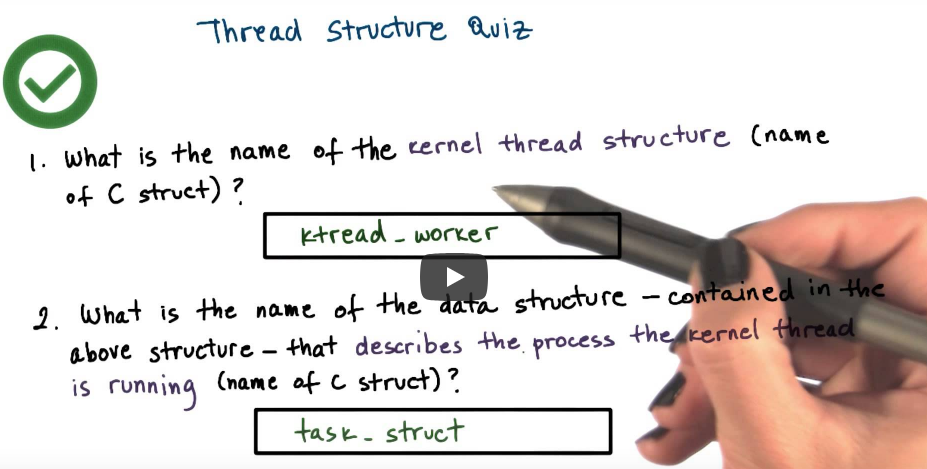 Thread Structure Quiz
1. What is the name of the kernel thread structure (name
of C struct)?
ktread_worker
2. What is the name of the data structure – contained in the
above structure – that describes the process the kernel thread
is running (name of C struct)?
task_struct